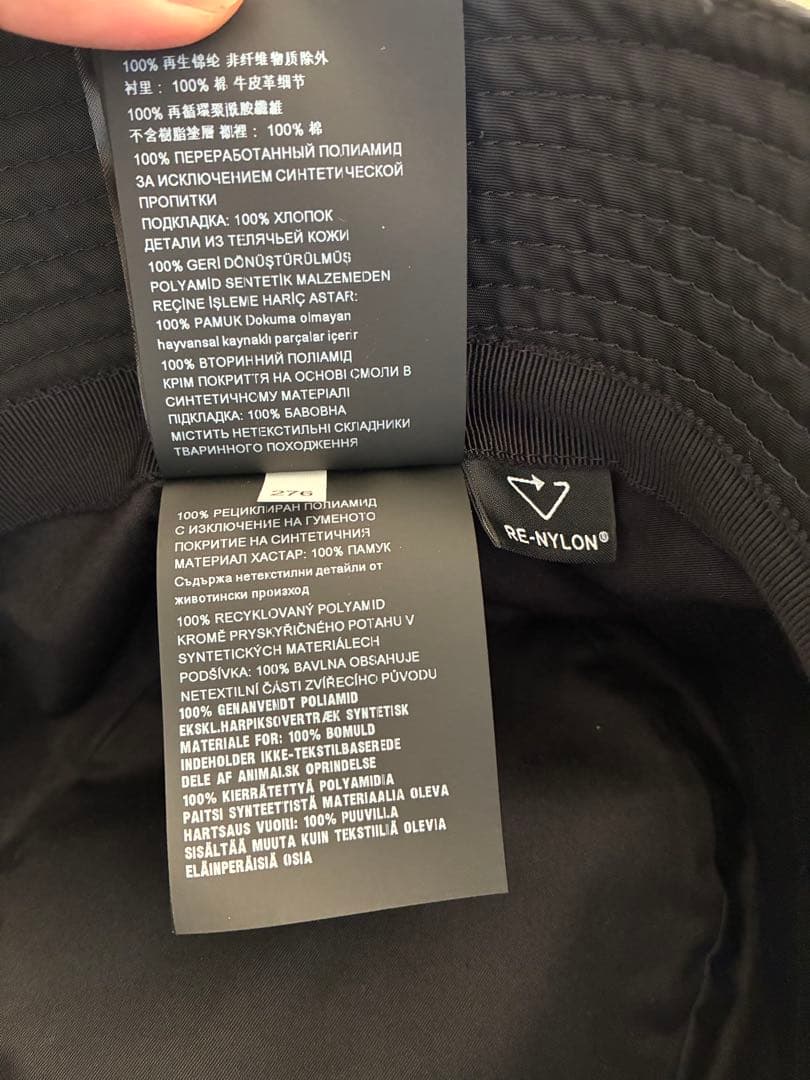 100% 再生锦纶 非纤维物质除外
衬里： 100% 棉 牛皮革细节
100% 再循環聚酰胺纖維
不含樹脂塗層 裡裡： 100% 棉
100% ПЕРЕРАБОТАННЫЙ ПОЛИАМИД
ЗА ИСКЛЮЧЕНИЕМ СИНТЕТИЧЕСКОЙ
ПРОПИТКИ
ПОДКЛАДКА: 100% ХЛОПОК
ДЕТАЛИ ИЗ ТЕЛЯЧЬЕЙ КОЖИ
100% GERİ DÖNÜŞTÜRÜLMÜŞ
POLYAMİD SENTETİK MALZEMEDEN
REÇİNE İŞLEME HARİÇ ASTAR:
100% PAMUK Dokuma olmayan
hayvansal kaynaklı parçalar içerir
100% ВТОРИННИЙ ПОЛІАМІД
КРІМ ПОКРИТТЯ НА ОСНОВІ СМОЛИ В
СИНТЕТИЧНОМУ МАТЕРІАЛІ
ПІДКЛАДКА: 100% БАВОВНА
МІСТИТЬ НЕТЕКСТИЛЬНІ СКЛАДНИКИ
ТВАРИННОГО ПОХОДЖЕННЯ
276
100% РЕЦИКЛИРАН ПОЛИАМИД
С ИЗКЛЮЧЕНИЕ НА ГУМЕНОТО
ПОКРИТИЕ НА СИНТЕТИЧНИЯ
МАТЕРИАЛ ХАСТАР: 100% ПАМУК
Съдържа нетекстилни детайли от
животински произход
100% RECYKLOVANÝ POLYAMID
KROMĚ PRYSKYŘIČNÉHO POTAHU V
SYNTETICKÝCH MATERIÁLECH
PODŠÍVKA: 100% BAVLNA OBSAHUJE
NETEXTILNÍ ČÁSTI ZVÍŘECÍHO PŮVODU
100% GENANVENDT POLIAMID
EKSKL.HARPIKSOVERTRÆK SYNTETISK
MATERIALE FOR: 100% BOMULD
INDEHOLDER IKKE-TEKSTILBASEREDE
DELE AF ANIMALSK OPRINDELSE
100% KIERRÄTETTYÄ POLYAMIDIA
PAITSI SYNTEETTISTÄ MATERIAALIA OLEVA
HARTSAUS VUORI: 100% PUUVILLA
SISÄLTÄÄ MUUTA KUIN TEKSTIILIÄ OLEVIA
ELÄINPERÄISIÄ OSIA
RE-NYLON®